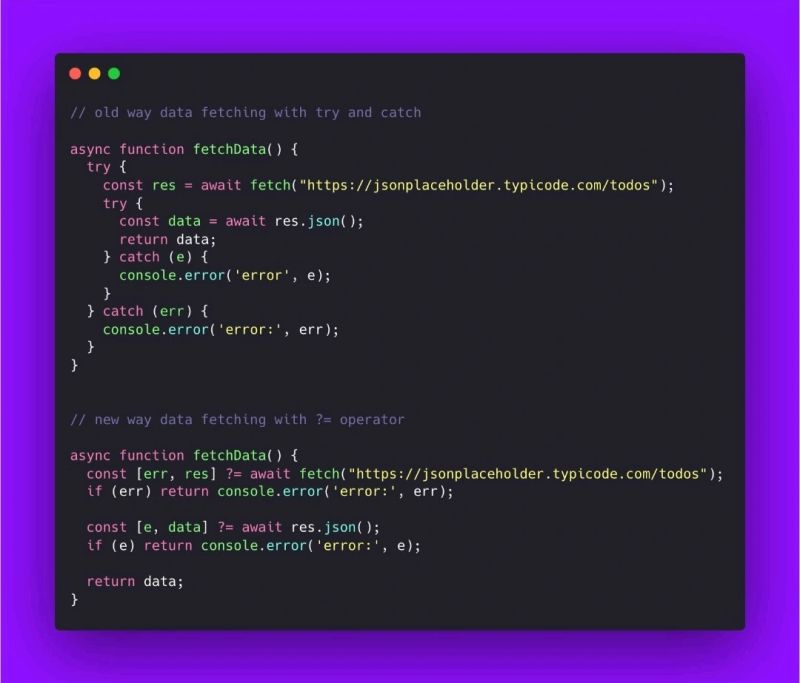 // old way data fetching with try and catch
async function fetchData() {
try {
const res = await fetch("https://jsonplaceholder.typicode.com/todos");
try {
const data = await res.json();
return data;
} catch (e) {
console.error('error', e);
}
} catch (err) {
console.error('error:', err);
}
}
// new way data fetching with ?= operator
async function fetchData() {
const [err, res] ?= await fetch("https://jsonplaceholder.typicode.com/todos");
if (err) return console.error('error:', err);
const [e, data] ?= await res.json();
if (e) return console.error('error:', e);
return data;
}